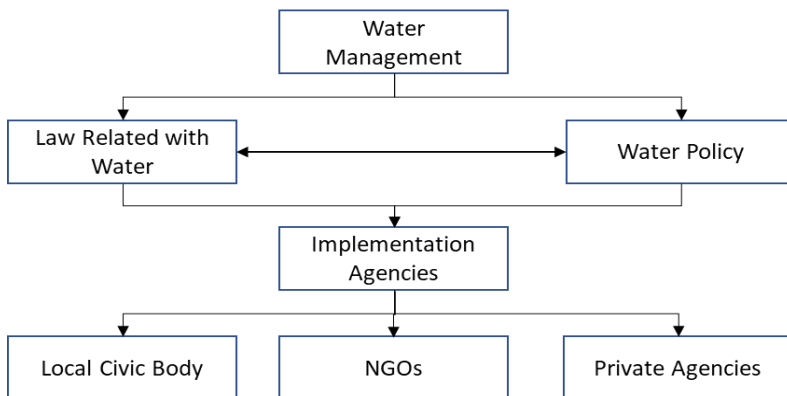 Water
Management
Law Related with
Water
Water Policy
Implementation
Agencies
Local Civic Body
NGOs
Private Agencies